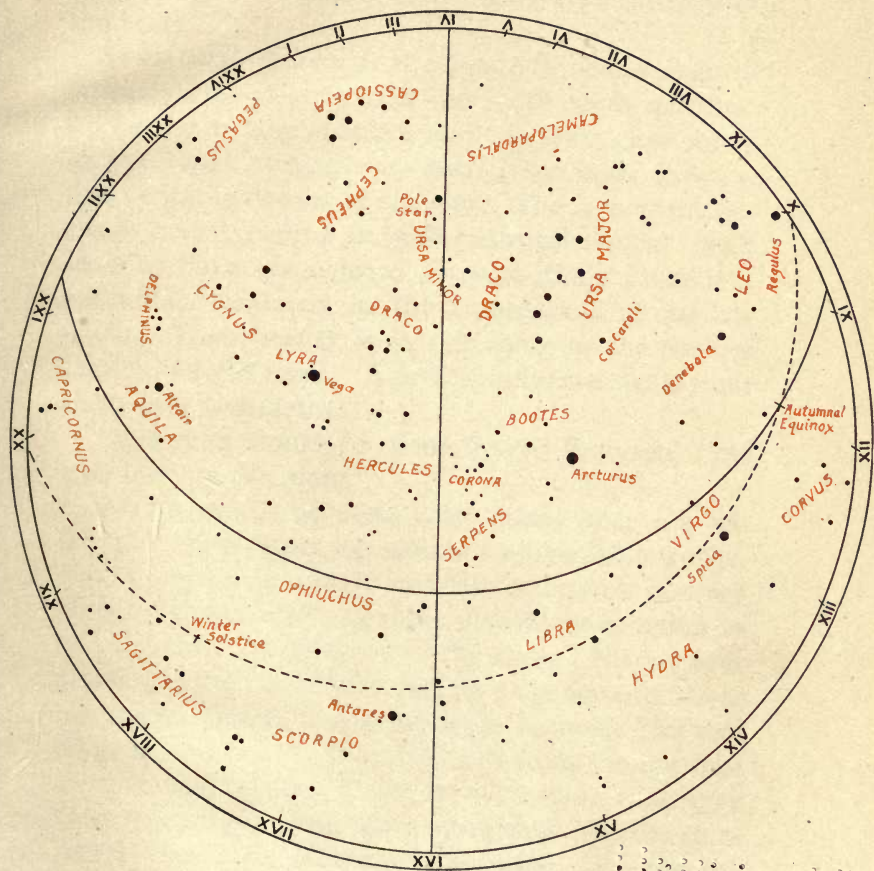 IV
V
VI
VII
VIII
IX
X
XI
XII
XIII
XIV
XV
XVI
XVII
XVIII
XIX
XX
XXI
XXII
XXIII
XXIV
I
II
III
PEGASUS
CASSIOPEIA
CAMELOPARDALIS
CEPHEUS
Pole
Star
URSA MINOR
DRACO
URSA MAJOR
LEO
Regulus
DELPHINUS
CYGNUS
DRACO
Cor Caroli
Denebola
LYRA
Vega
CAPRICORNUS
AQUILA
Altair
BOOTES
Autumnal
Equinox
HERCULES
CORONA
Arcturus
CORVUS
SERPENS
VIRGO
Spica
OPHIUCHUS
Winter
Solstice
LIBRA
HYDRA
SAGITTARIUS
Antares
SCORPIO